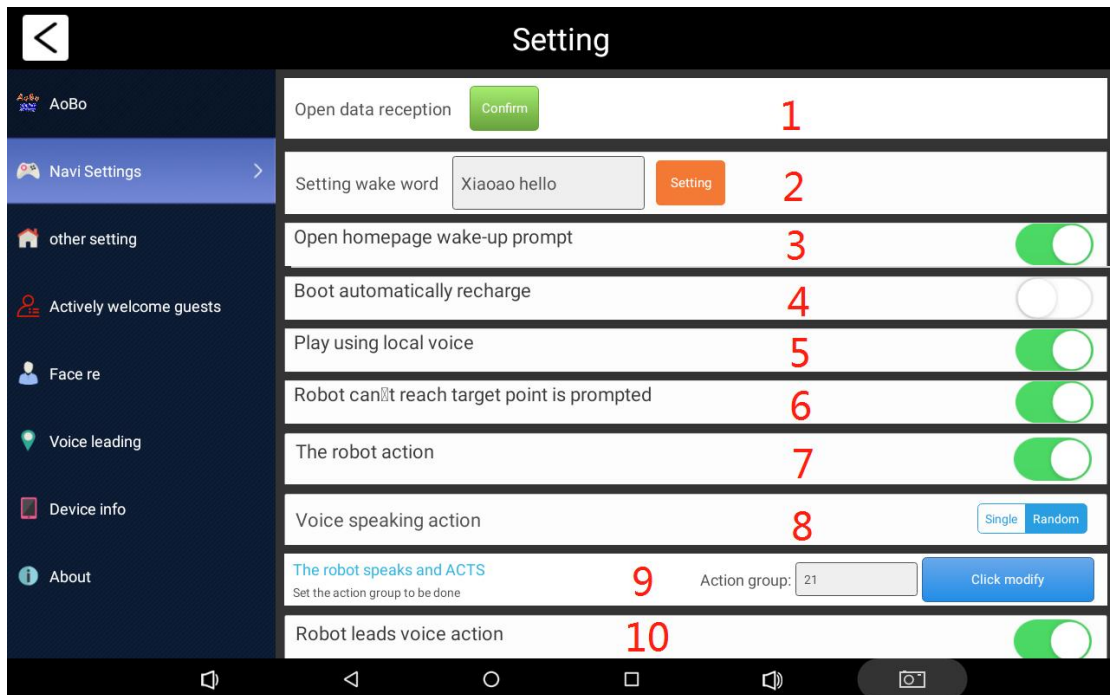 Setting
AoBo
AoBo
Navi Settings
other setting
Actively welcome guests
Face re
Voice leading
Device info
About
Open data reception Confirm 1
Setting wake word Xiaoao hello Setting 2
Open homepage wake-up prompt 3
Boot automatically recharge 4
Play using local voice 5
Robot can▯t reach target point is prompted 6
The robot action 7
Voice speaking action 8 Single Random
The robot speaks and ACTS 9 Action group: 21 Click modify
Set the action group to be done
Robot leads voice action 10